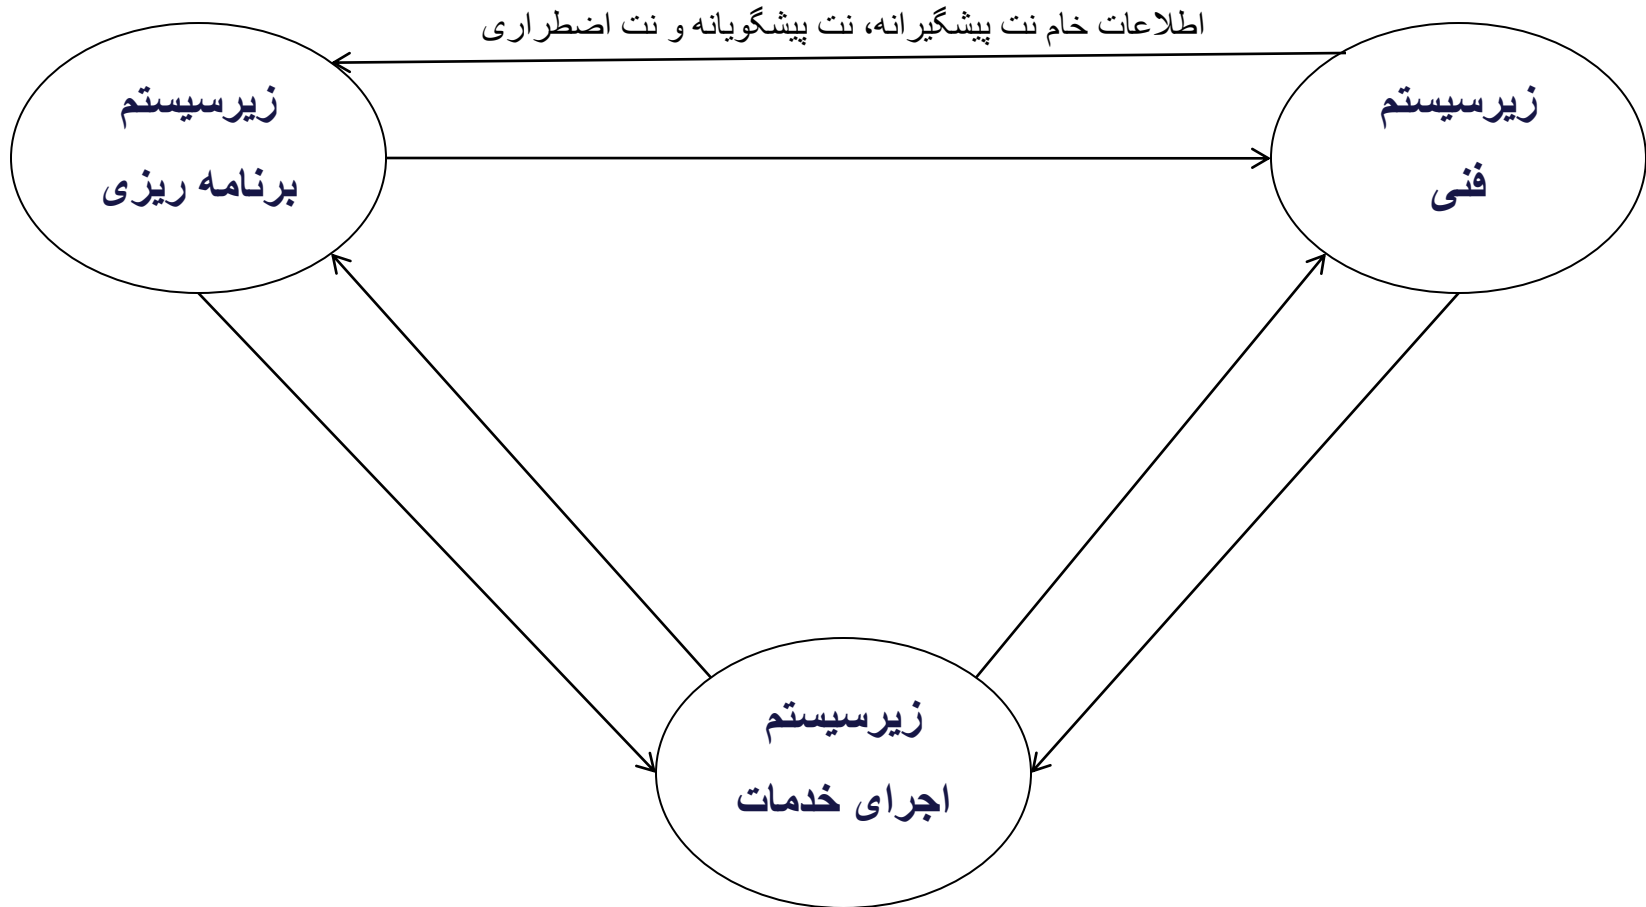 اطلاعات خام نت پیشگیرانه، نت پیشگویانه و نت اضطراری
زیرسیستم
فنی
زیرسیستم
برنامه ریزی
زیرسیستم
اجرای خدمات